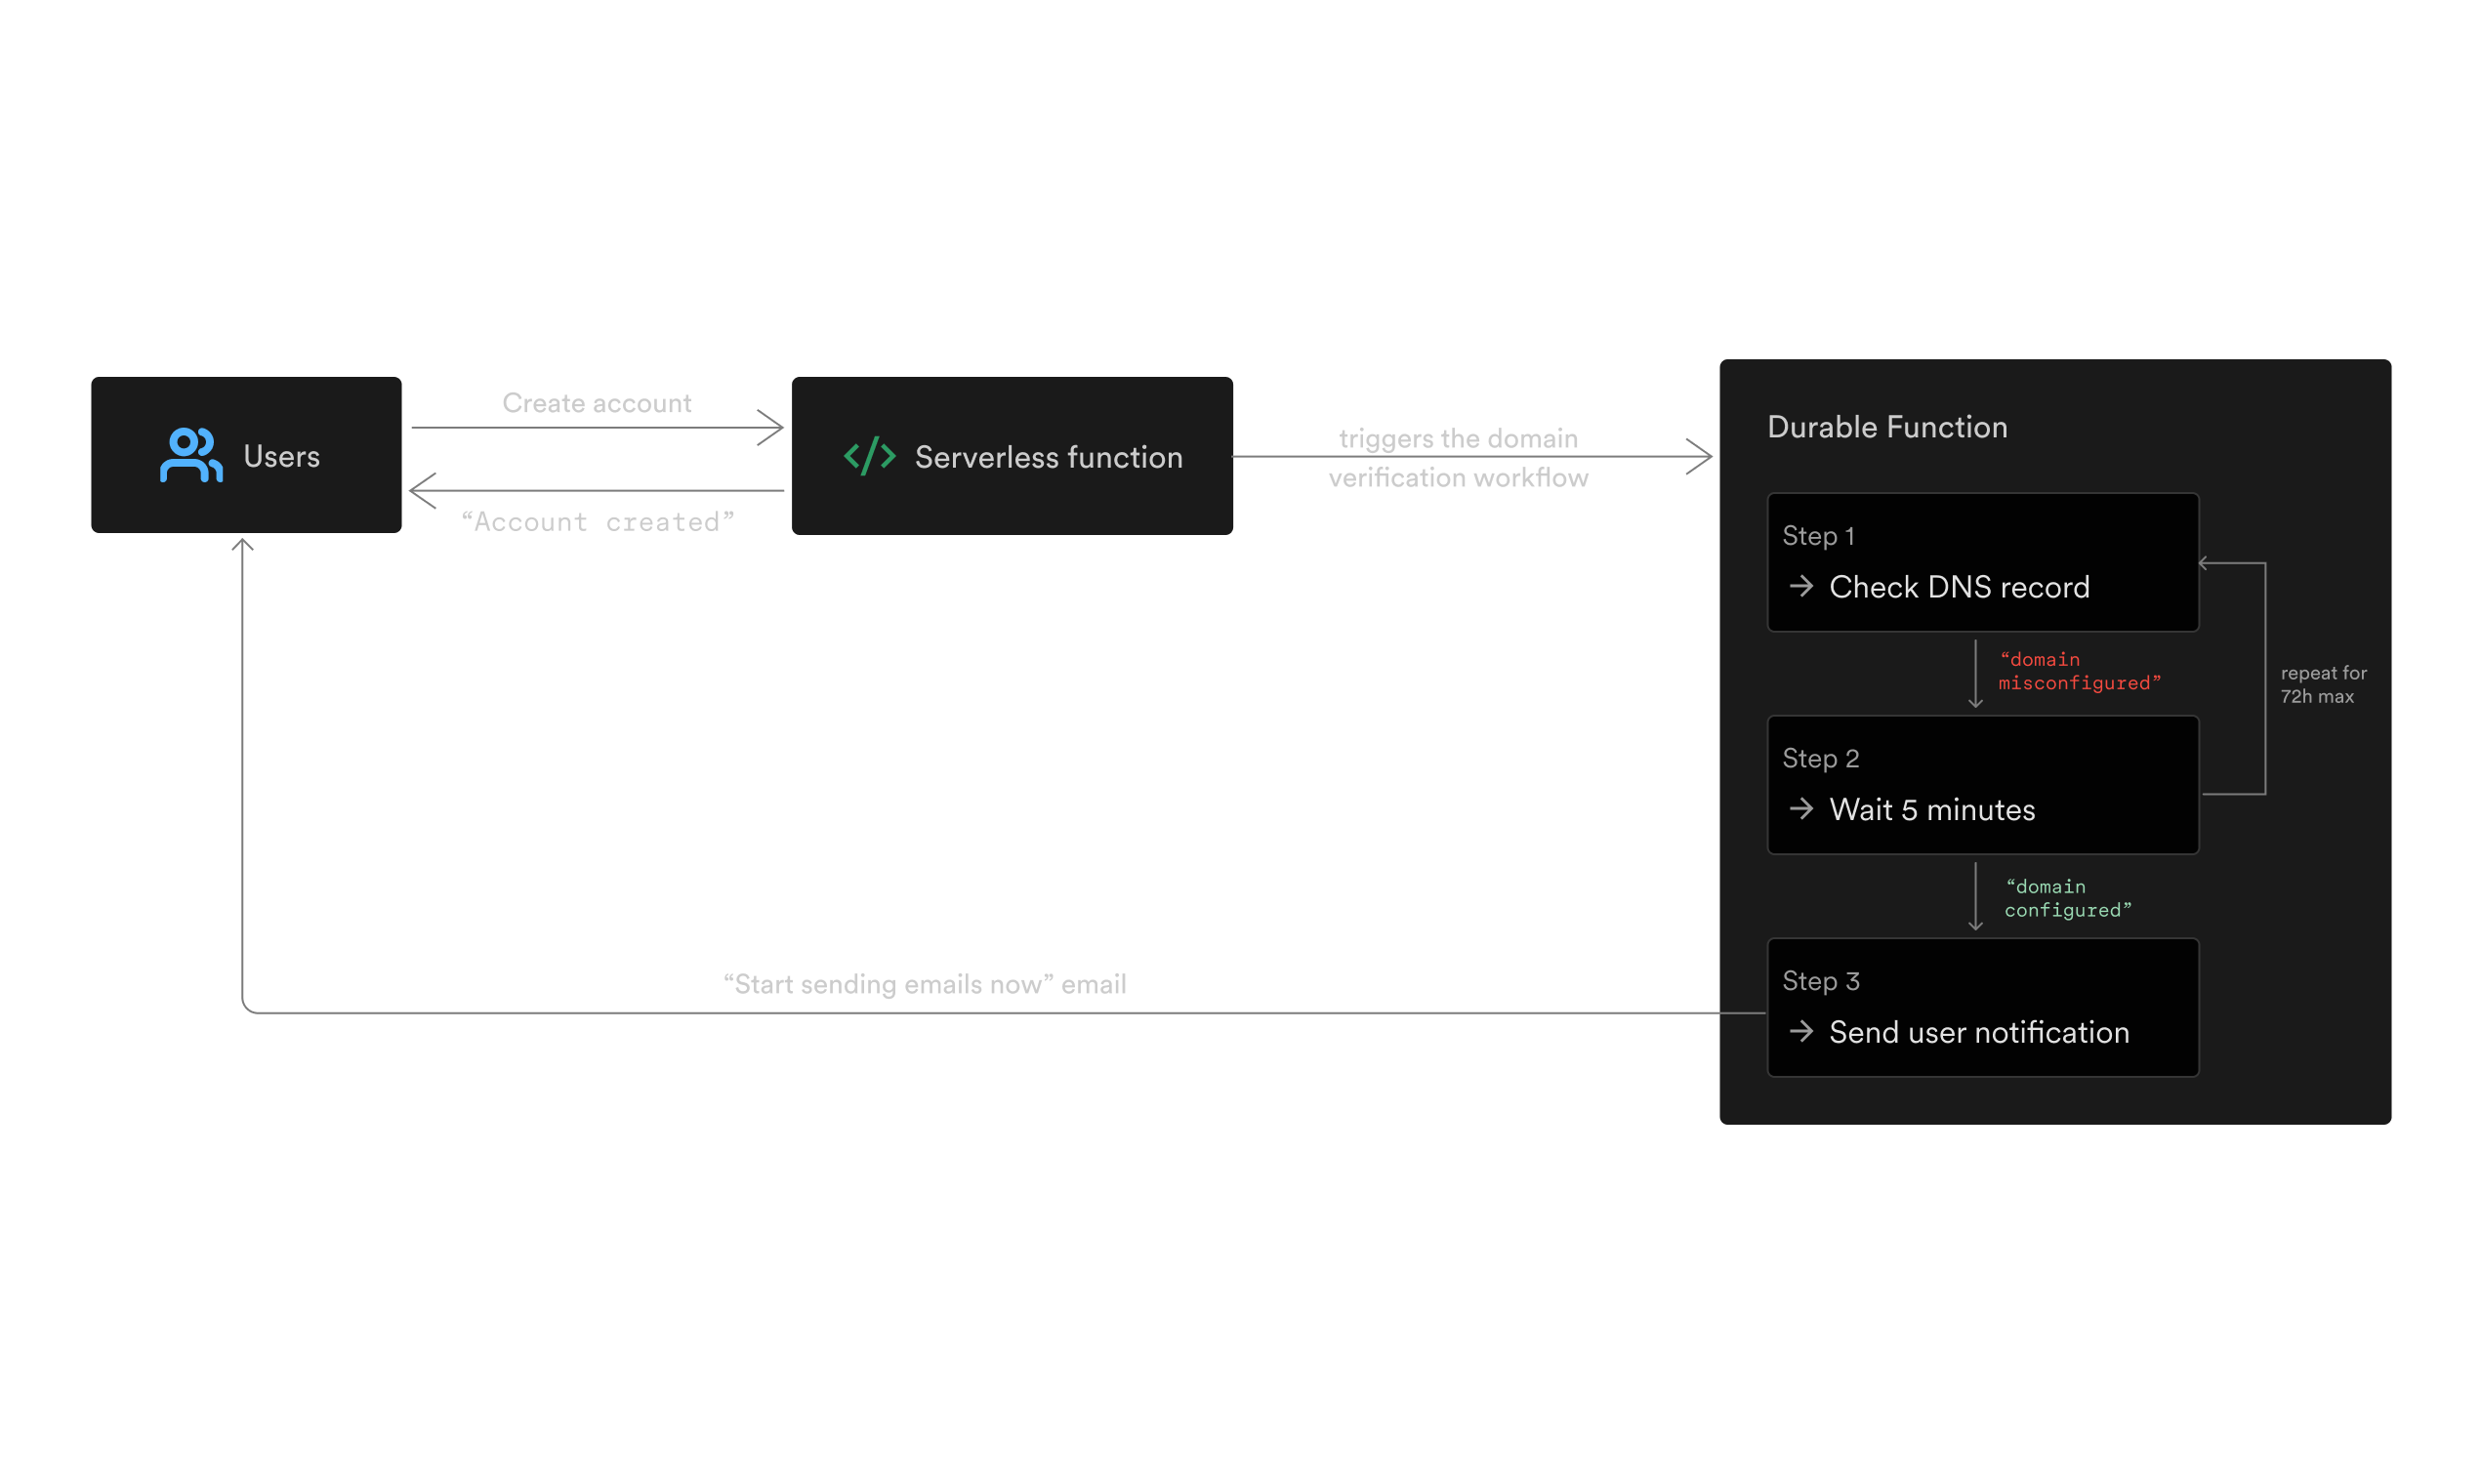 Users
Create account
“Account created”
Serverless function
triggers the domain
verification workflow
Durable Function
Step 1
→ Check DNS record
“domain
misconfigured”
repeat for
72h max
Step 2
→ Wait 5 minutes
“domain
configured”
Step 3
→ Send user notification
“Start sending emails now” email